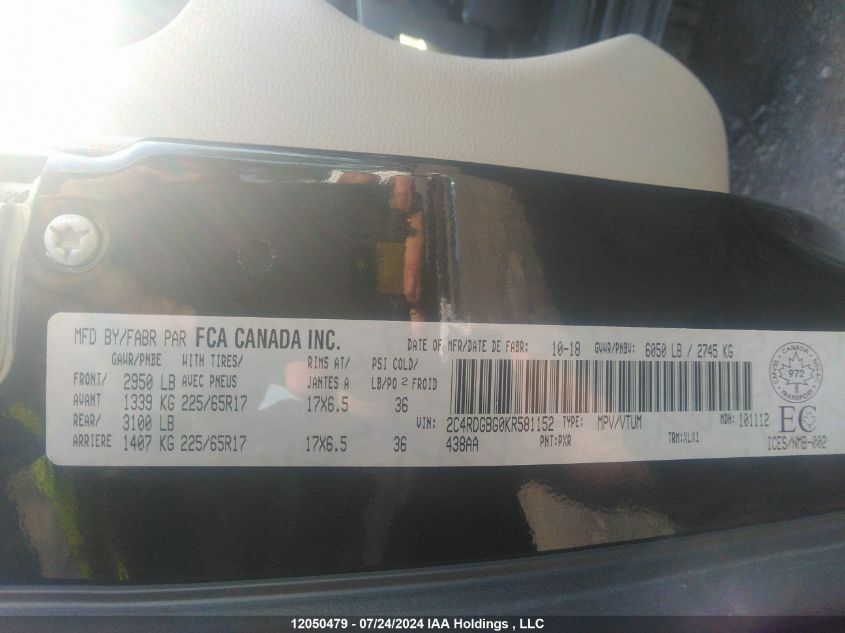 MFD BY/FABR PAR FCA CANADA INC.
DATE OF MFR/DATE DE FABR: 10-18 GVWR/PNBV: 6050 LB / 2745 KG
GAWR/PNBE WITH TIRES/ RIMS AT/ PSI COLD/
FRONT/ 2950 LB AVEC PNEUS JANTES A LB/PO² FROID
AVANT 1339 KG 225/65R17 17X6.5 36
REAR/ 3100 LB
ARRIERE 1407 KG 225/65R17 17X6.5 36
VIN: 2C4RDGBG0KR581152 TYPE: MPV/VTUM MDH: 101112
438AA PNT:PXR TRM:XLX1
CANADA
972
TRANSPORT
EC
ICES/NMB-002
12050479 - 07/24/2024 IAA Holdings , LLC